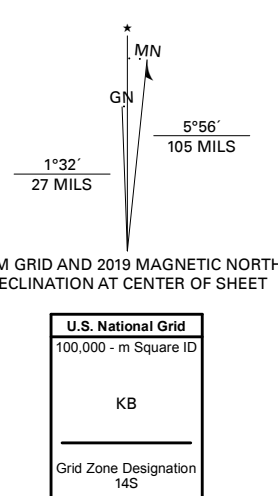 ★
MN
GN
5°56´
105 MILS
1°32´
27 MILS
M GRID AND 2019 MAGNETIC NORTH
ECLINATION AT CENTER OF SHEET
U.S. National Grid
100,000 - m Square ID
KB
Grid Zone Designation
14S